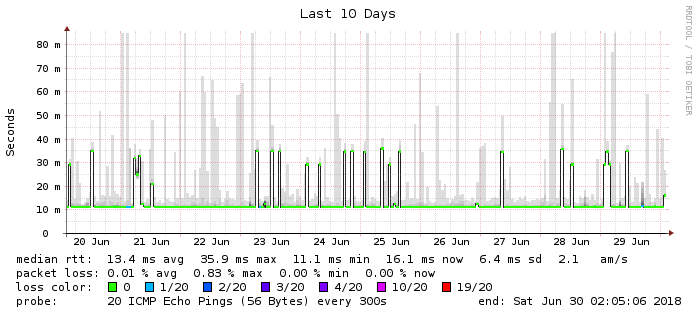 Last 10 Days
RRDTOOL / TOBI OETIKER
Seconds
80 m
70 m
60 m
50 m
40 m
30 m
20 m
10 m
0
20 Jun 21 Jun 22 Jun 23 Jun 24 Jun 25 Jun 26 Jun 27 Jun 28 Jun 29 Jun
median rtt: 13.4 ms avg 35.9 ms max 11.1 ms min 16.1 ms now 6.4 ms sd 2.1 am/s
packet loss: 0.01 % avg 0.83 % max 0.00 % min 0.00 % now
loss color: 0 1/20 2/20 3/20 4/20 10/20 19/20
probe: 20 ICMP Echo Pings (56 Bytes) every 300s end: Sat Jun 30 02:05:06 2018